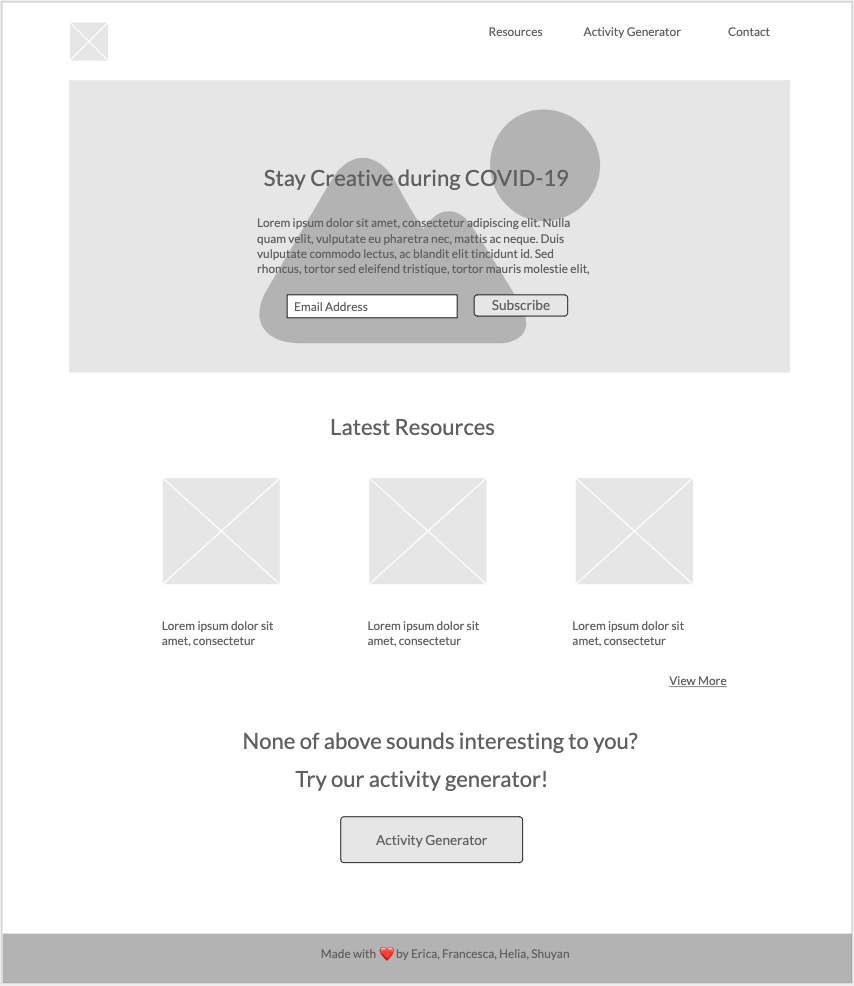 Resources Activity Generator Contact
Stay Creative during COVID-19
Lorem ipsum dolor sit amet, consectetur adipiscing elit. Nulla
quam velit, vulputate eu pharetra nec, mattis ac neque. Duis
vulputate commodo lectus, ac blandit elit tincidunt id. Sed
rhoncus, tortor sed eleifend tristique, tortor mauris molestie elit,
Email Address Subscribe
Latest Resources
Lorem ipsum dolor sit
amet, consectetur
Lorem ipsum dolor sit
amet, consectetur
Lorem ipsum dolor sit
amet, consectetur
View More
None of above sounds interesting to you?
Try our activity generator!
Activity Generator
Made with ❤️ by Erica, Francesca, Helia, Shuyan